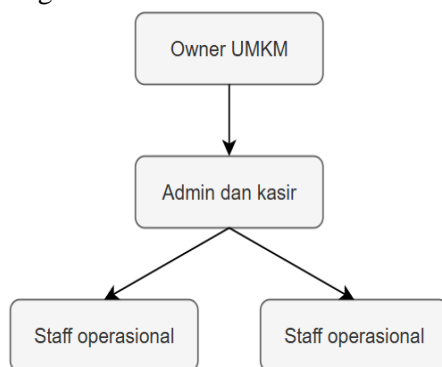 Owner UMKM
Admin dan kasir
Staff operasional
Staff operasional